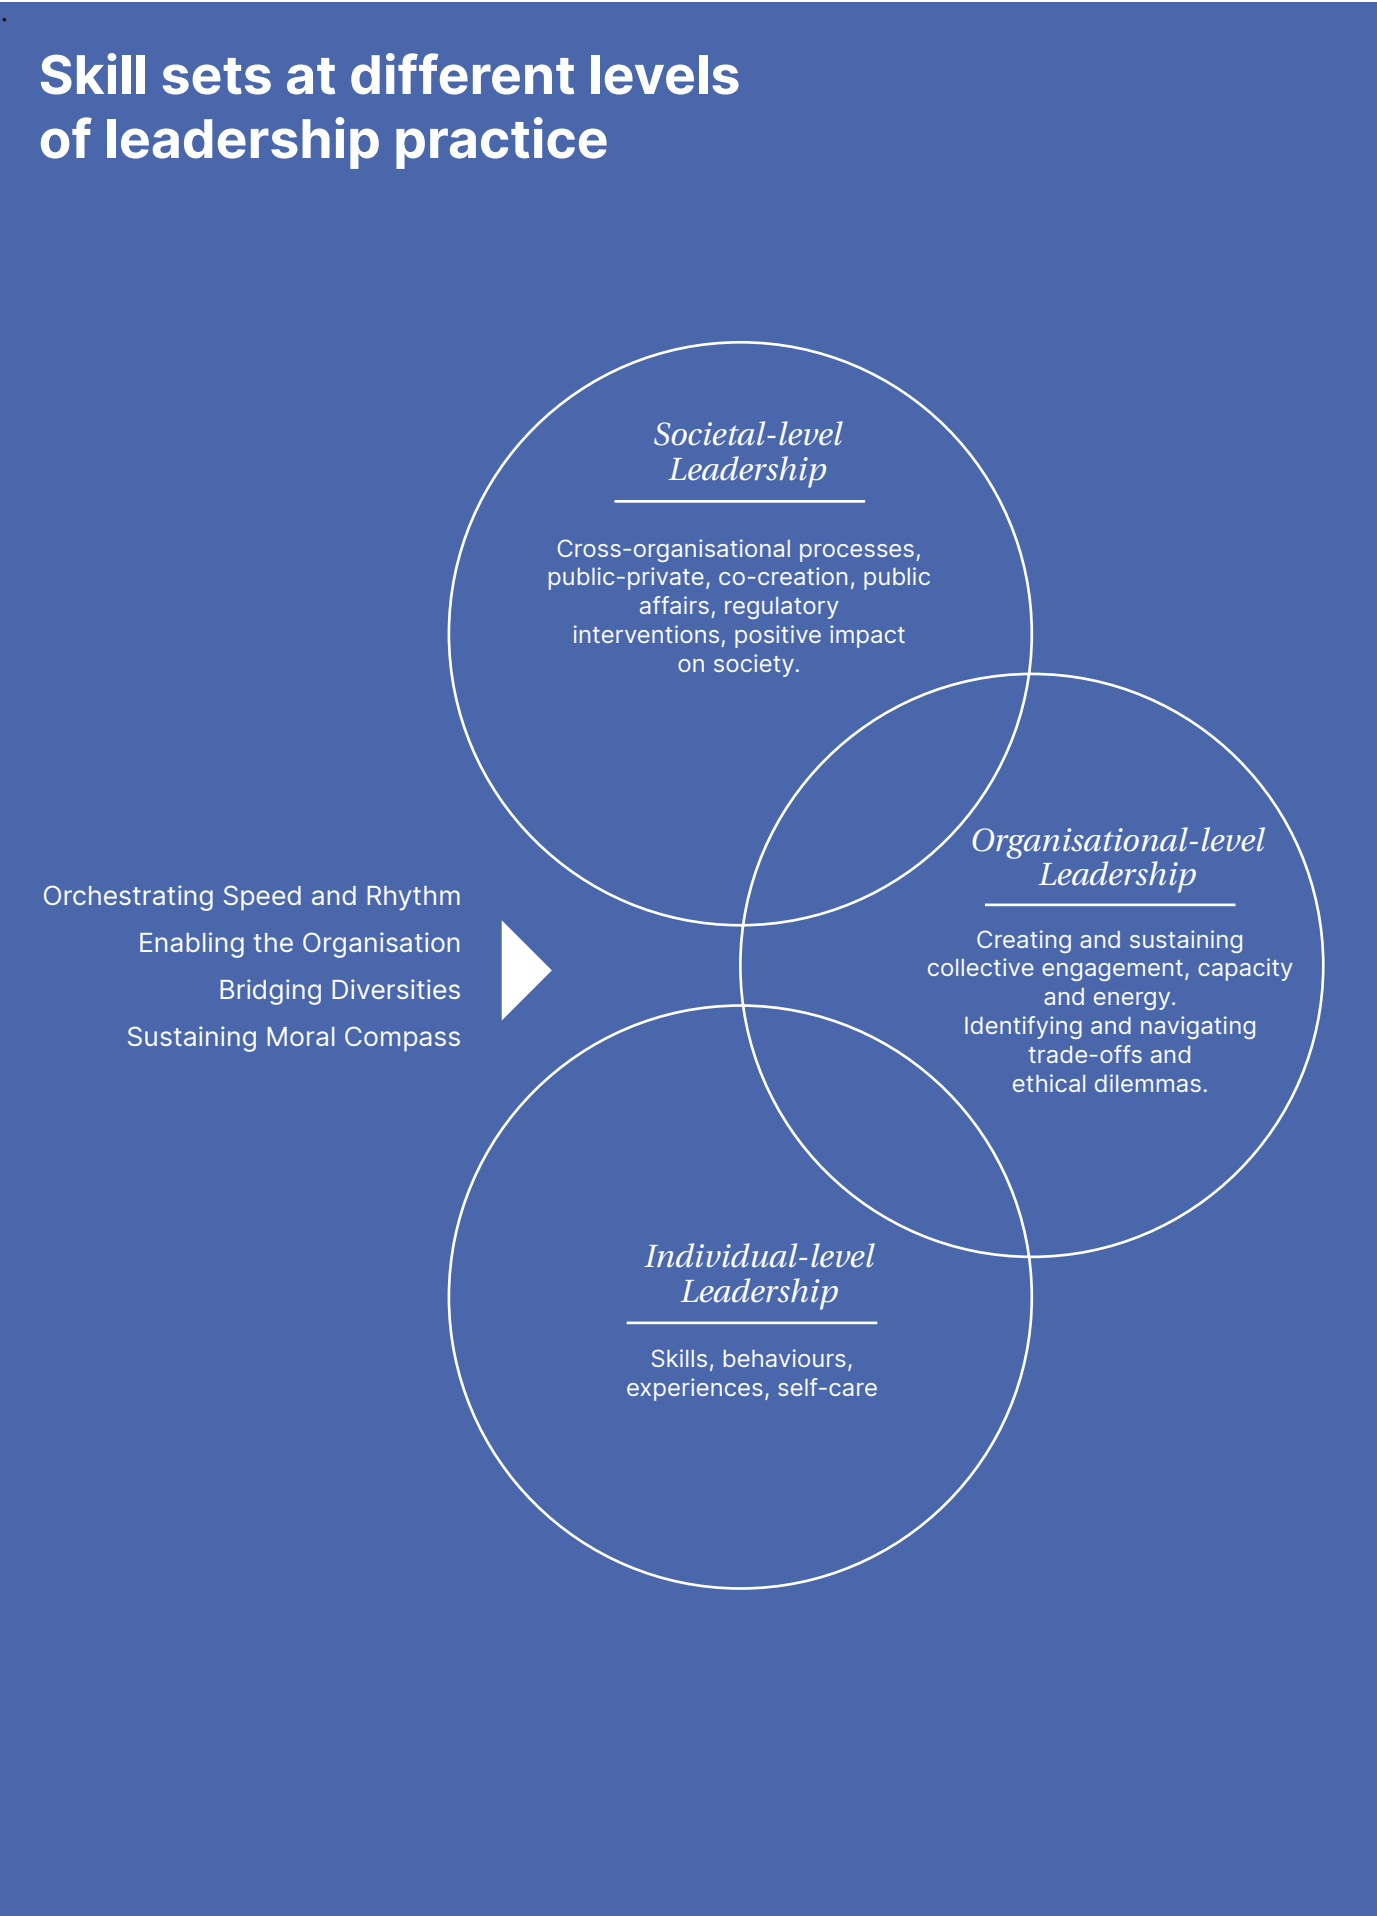 Skill sets at different levels
of leadership practice
Societal-level
Leadership
Cross-organisational processes,
public-private, co-creation, public
affairs, regulatory
interventions, positive impact
on society.
Organisational-level
Leadership
Creating and sustaining
collective engagement, capacity
and energy.
Identifying and navigating
trade-offs and
ethical dilemmas.
Orchestrating Speed and Rhythm
Enabling the Organisation
Bridging Diversities
Sustaining Moral Compass
Individual-level
Leadership
Skills, behaviours,
experiences, self-care